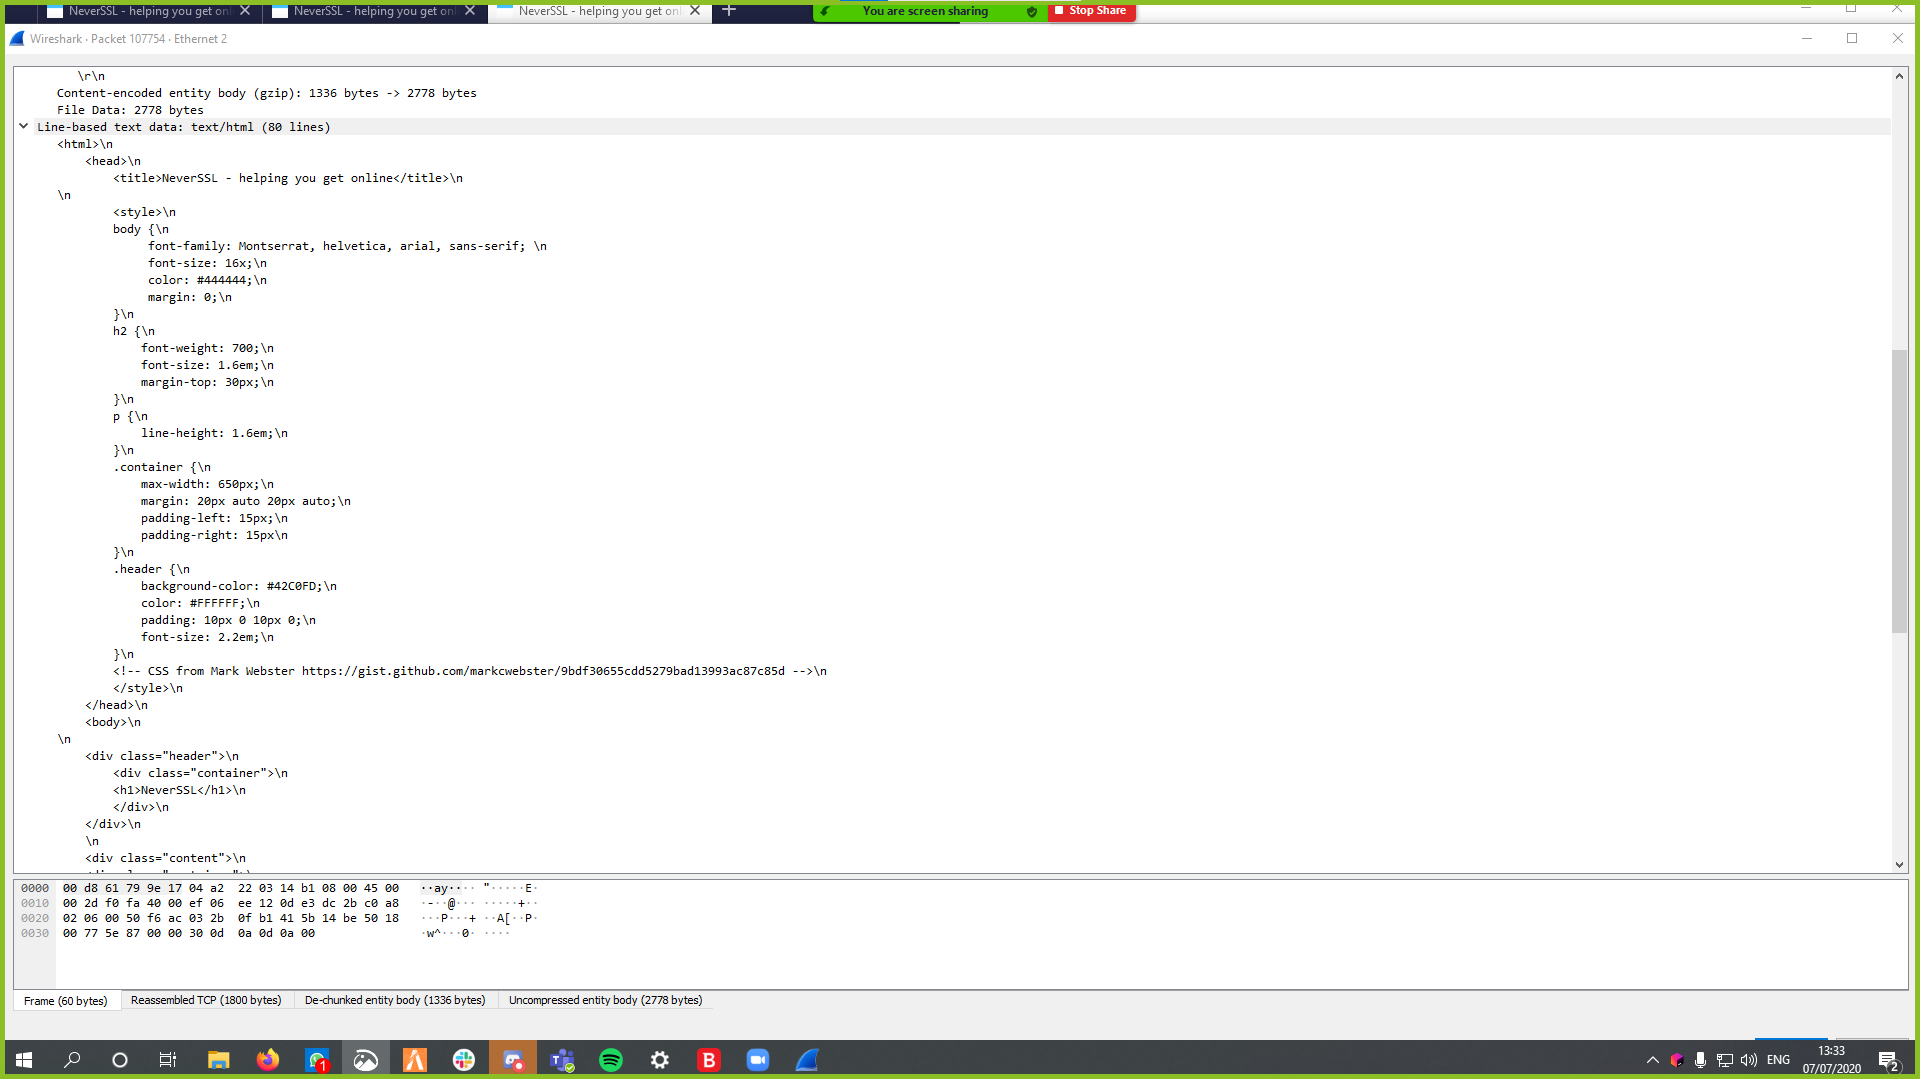 NeverSSL - helping you get onl
NeverSSL - helping you get onl
NeverSSL - helping you get onl
You are screen sharing
Stop Share
Wireshark · Packet 107754 · Ethernet 2
\r\n
Content-encoded entity body (gzip): 1336 bytes -> 2778 bytes
File Data: 2778 bytes
Line-based text data: text/html (80 lines)
<html>\n
<head>\n
<title>NeverSSL - helping you get online</title>\n
\n
<style>\n
body {\n
font-family: Montserrat, helvetica, arial, sans-serif; \n
font-size: 16x;\n
color: #444444;\n
margin: 0;\n
}\n
h2 {\n
font-weight: 700;\n
font-size: 1.6em;\n
margin-top: 30px;\n
}\n
p {\n
line-height: 1.6em;\n
}\n
.container {\n
max-width: 650px;\n
margin: 20px auto 20px auto;\n
padding-left: 15px;\n
padding-right: 15px\n
}\n
.header {\n
background-color: #42C0FD;\n
color: #FFFFFF;\n
padding: 10px 0 10px 0;\n
font-size: 2.2em;\n
}\n
<!-- CSS from Mark Webster https://gist.github.com/markcwebster/9bdf30655cdd5279bad13993ac87c85d -->\n
</style>\n
</head>\n
<body>\n
\n
<div class="header">\n
<div class="container">\n
<h1>NeverSSL</h1>\n
</div>\n
</div>\n
\n
<div class="content">\n
0000 00 d8 61 79 9e 17 04 a2 22 03 14 b1 08 00 45 00 ··ay···· "·····E·
0010 00 2d f0 fa 40 00 ef 06 ee 12 0d e3 dc 2b c0 a8 ·-··@··· ·····+··
0020 02 06 00 50 f6 ac 03 2b 0f b1 41 5b 14 be 50 18 ···P···+ ··A[··P·
0030 00 77 5e 87 00 00 30 0d 0a 0d 0a 00 ·w^···0· ····
Frame (60 bytes) Reassembled TCP (1800 bytes) De-chunked entity body (1336 bytes) Uncompressed entity body (2778 bytes)
1
B
ENG
13:33
07/07/2020
2